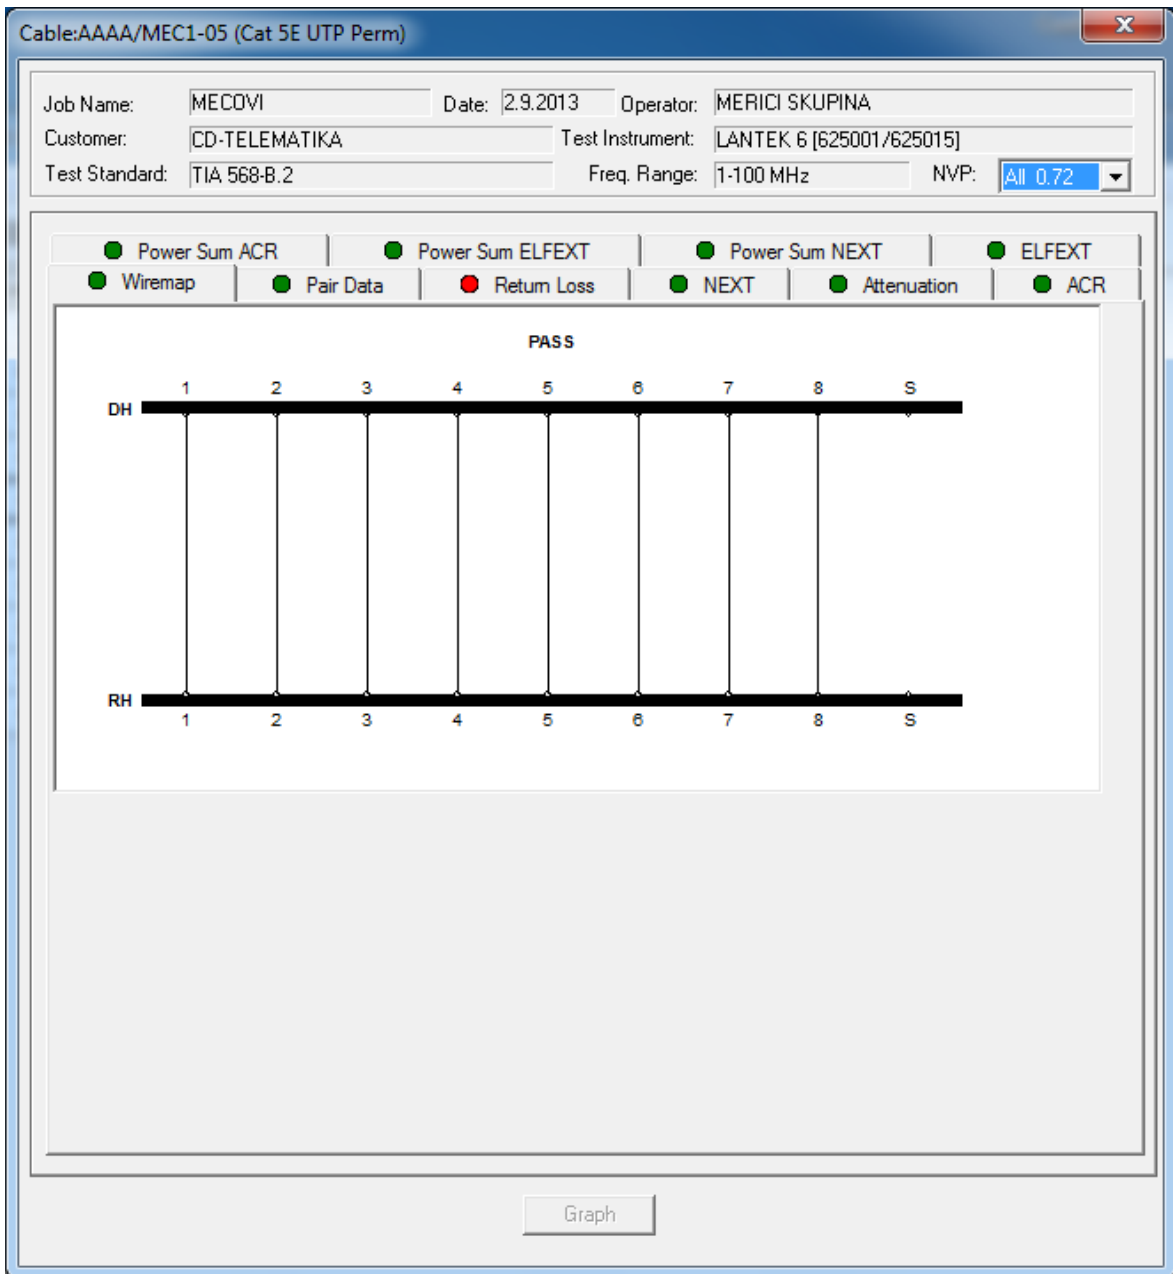 Cable:AAAA/MEC1-05 (Cat 5E UTP Perm)
X
Job Name: MECOVI Date: 2.9.2013 Operator: MERICI SKUPINA
Customer: CD-TELEMATIKA Test Instrument: LANTEK 6 [625001/625015]
Test Standard: TIA 568-B.2 Freq. Range: 1-100 MHz NVP: All 0.72
Power Sum ACR Power Sum ELFEXT Power Sum NEXT ELFEXT
Wiremap Pair Data Return Loss NEXT Attenuation ACR
PASS
1 2 3 4 5 6 7 8 S
DH
RH
1 2 3 4 5 6 7 8 S
Graph